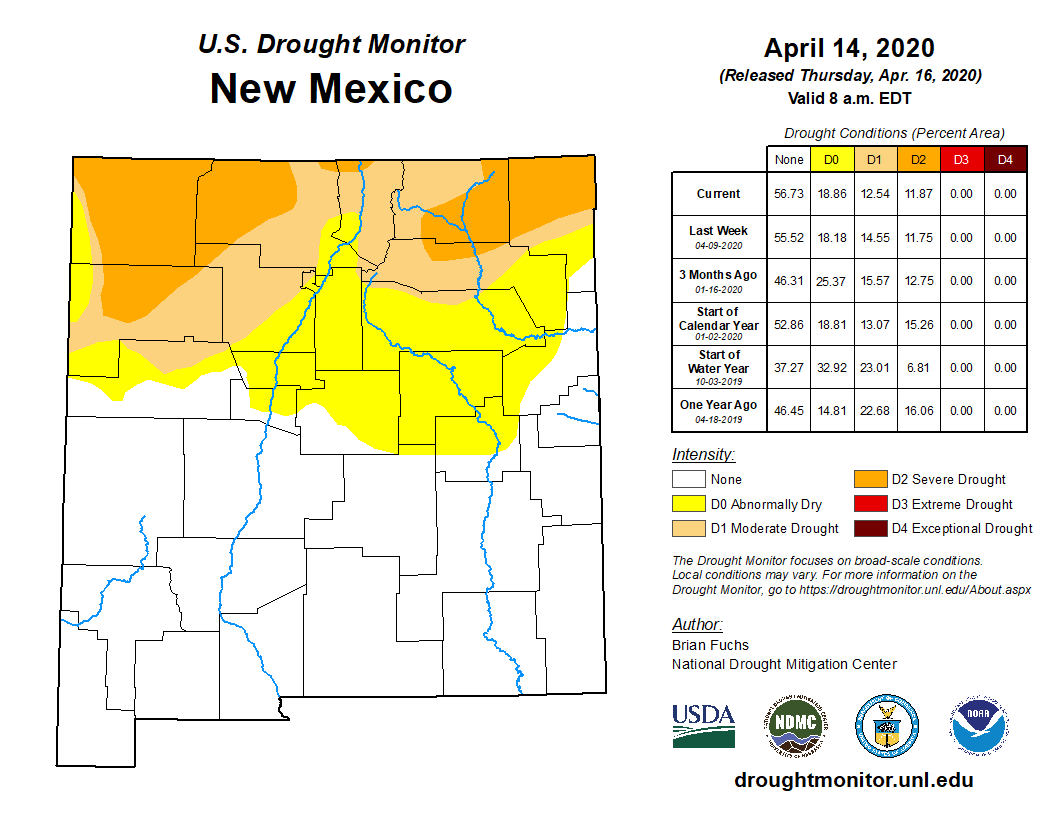 U.S. Drought Monitor
New Mexico
April 14, 2020
(Released Thursday, Apr. 16, 2020)
Valid 8 a.m. EDT
Drought Conditions (Percent Area)
None D0 D1 D2 D3 D4
Current 56.73 18.86 12.54 11.87 0.00 0.00
Last Week 55.52 18.18 14.55 11.75 0.00 0.00
04-09-2020
3 Months Ago 46.31 25.37 15.57 12.75 0.00 0.00
01-16-2020
Start of
Calendar Year 52.86 18.81 13.07 15.26 0.00 0.00
01-02-2020
Start of
Water Year 37.27 32.92 23.01 6.81 0.00 0.00
10-03-2019
One Year Ago 46.45 14.81 22.68 16.06 0.00 0.00
04-18-2019
Intensity:
None
D0 Abnormally Dry
D1 Moderate Drought
D2 Severe Drought
D3 Extreme Drought
D4 Exceptional Drought
The Drought Monitor focuses on broad-scale conditions.
Local conditions may vary. For more information on the
Drought Monitor, go to https://droughtmonitor.unl.edu/About.aspx
Author:
Brian Fuchs
National Drought Mitigation Center
USDA
NDMC
NOAA
droughtmonitor.unl.edu